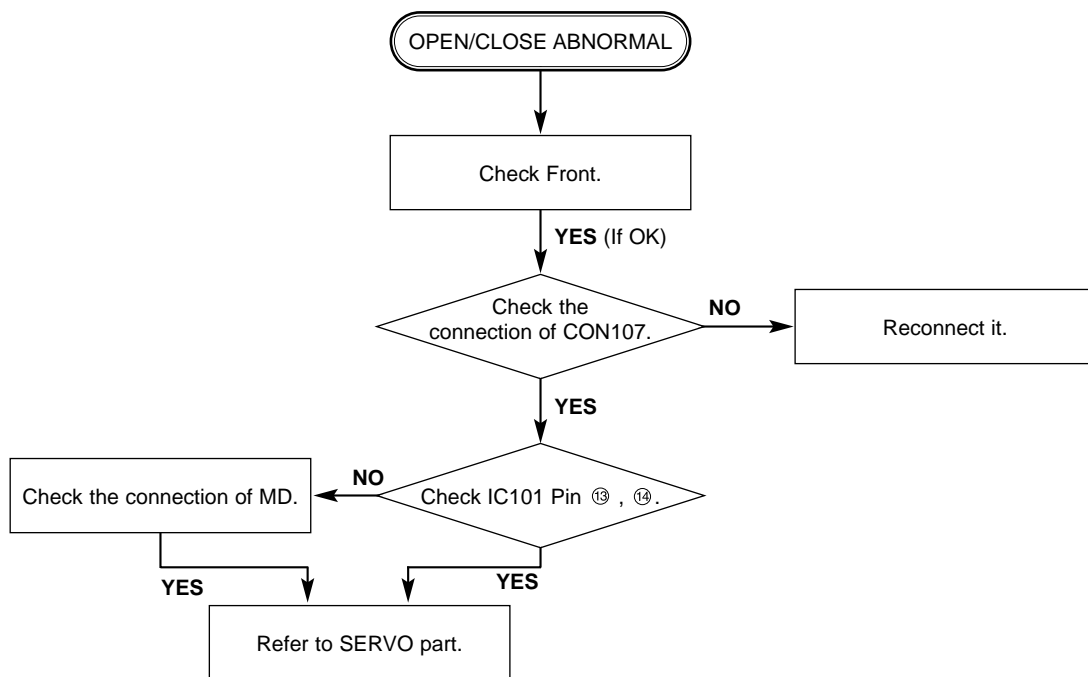 OPEN/CLOSE ABNORMAL
Check Front.
YES (If OK)
Check the
connection of CON107.
NO
Reconnect it.
YES
Check IC101 Pin ⑬ , ⑭.
NO
Check the connection of MD.
YES
YES
Refer to SERVO part.